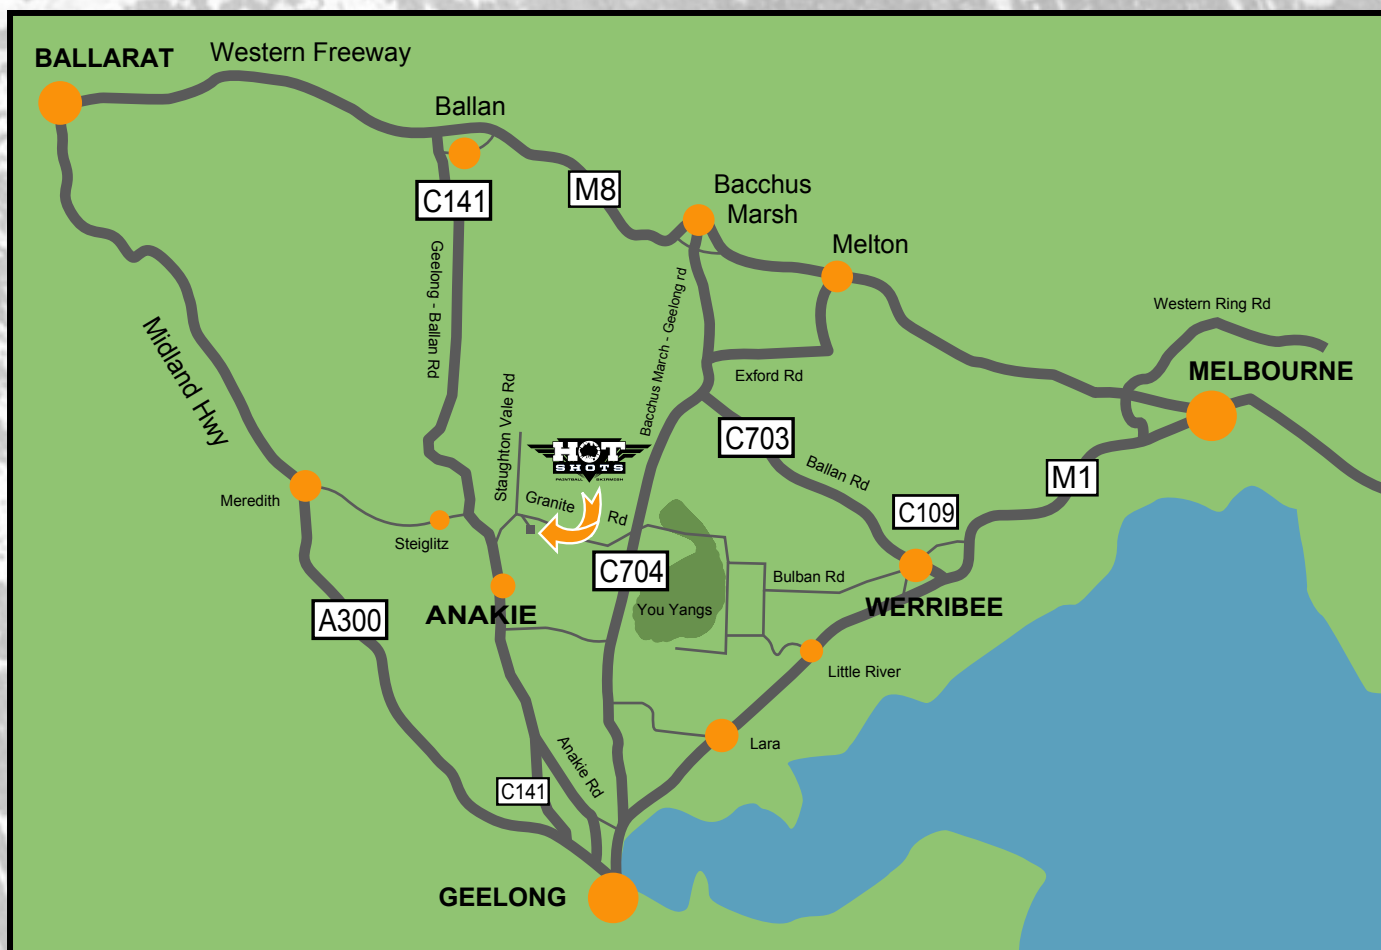 BALLARAT
Western Freeway
Ballan
C141
M8
Bacchus
Marsh
Melton
Geelong - Ballan Rd
Bacchus March - Geelong rd
Western Ring Rd
Midland Hwy
Exford Rd
MELBOURNE
Staughton Vale Rd
HOT
SHOTS
PAINTBALL SKIRMISH
C703
Ballan Rd
M1
Meredith
Granite Rd
C109
Steiglitz
C704
Bulban Rd
ANAKIE
You Yangs
WERRIBEE
A300
Little River
Anakie Rd
Lara
C141
GEELONG